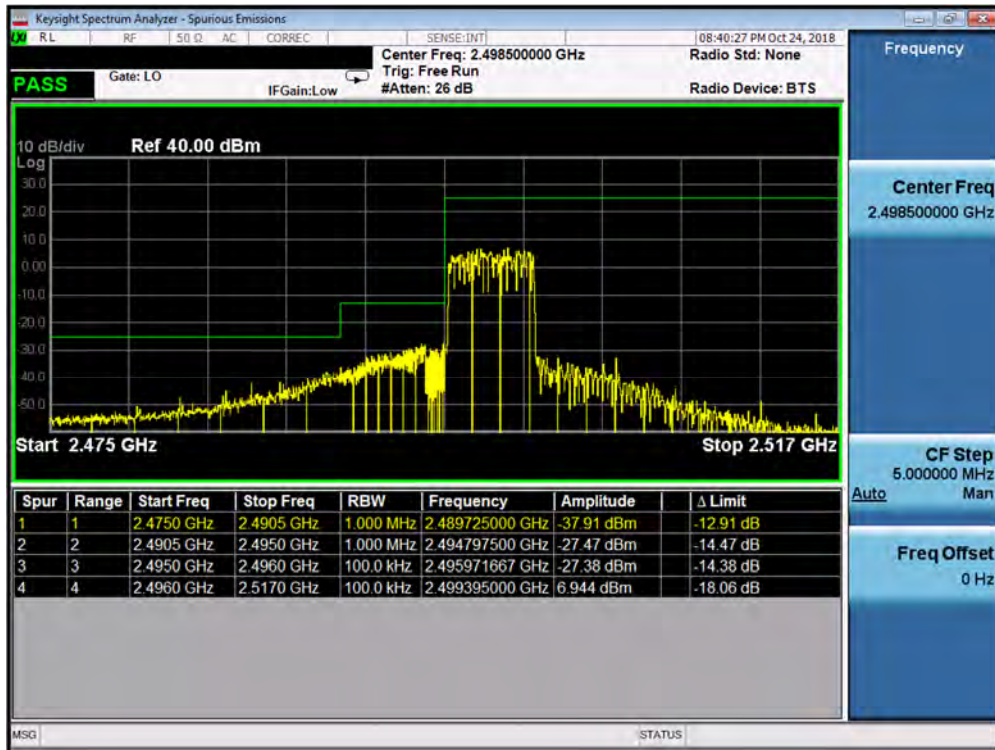 Keysight Spectrum Analyzer - Spurious Emissions
LXI RL RF 50 Ω AC CORREC SENSE:INT 08:40:27 PM Oct 24, 2018
Center Freq: 2.498500000 GHz Radio Std: None
PASS Gate: LO Trig: Free Run
IFGain:Low #Atten: 26 dB Radio Device: BTS
10 dB/div Ref 40.00 dBm
Log
30.0
20.0
10.0
0.00
-10.0
-20.0
-30.0
-40.0
-50.0
Start 2.475 GHz Stop 2.517 GHz
Spur Range Start Freq Stop Freq RBW Frequency Amplitude Δ Limit
1 1 2.4750 GHz 2.4905 GHz 1.000 MHz 2.489725000 GHz -37.91 dBm -12.91 dB
2 2 2.4905 GHz 2.4950 GHz 1.000 MHz 2.494797500 GHz -27.47 dBm -14.47 dB
3 3 2.4950 GHz 2.4960 GHz 100.0 kHz 2.495971667 GHz -27.38 dBm -14.38 dB
4 4 2.4960 GHz 2.5170 GHz 100.0 kHz 2.499395000 GHz 6.944 dBm -18.06 dB
Frequency
Center Freq
2.498500000 GHz
CF Step
5.000000 MHz
Auto Man
Freq Offset
0 Hz
MSG STATUS